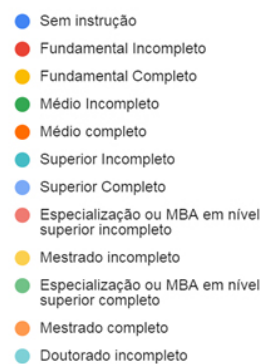 Sem instrução
Fundamental Incompleto
Fundamental Completo
Médio Incompleto
Médio completo
Superior Incompleto
Superior Completo
Especialização ou MBA em nível
superior incompleto
Mestrado incompleto
Especialização ou MBA em nível
superior completo
Mestrado completo
Doutorado incompleto